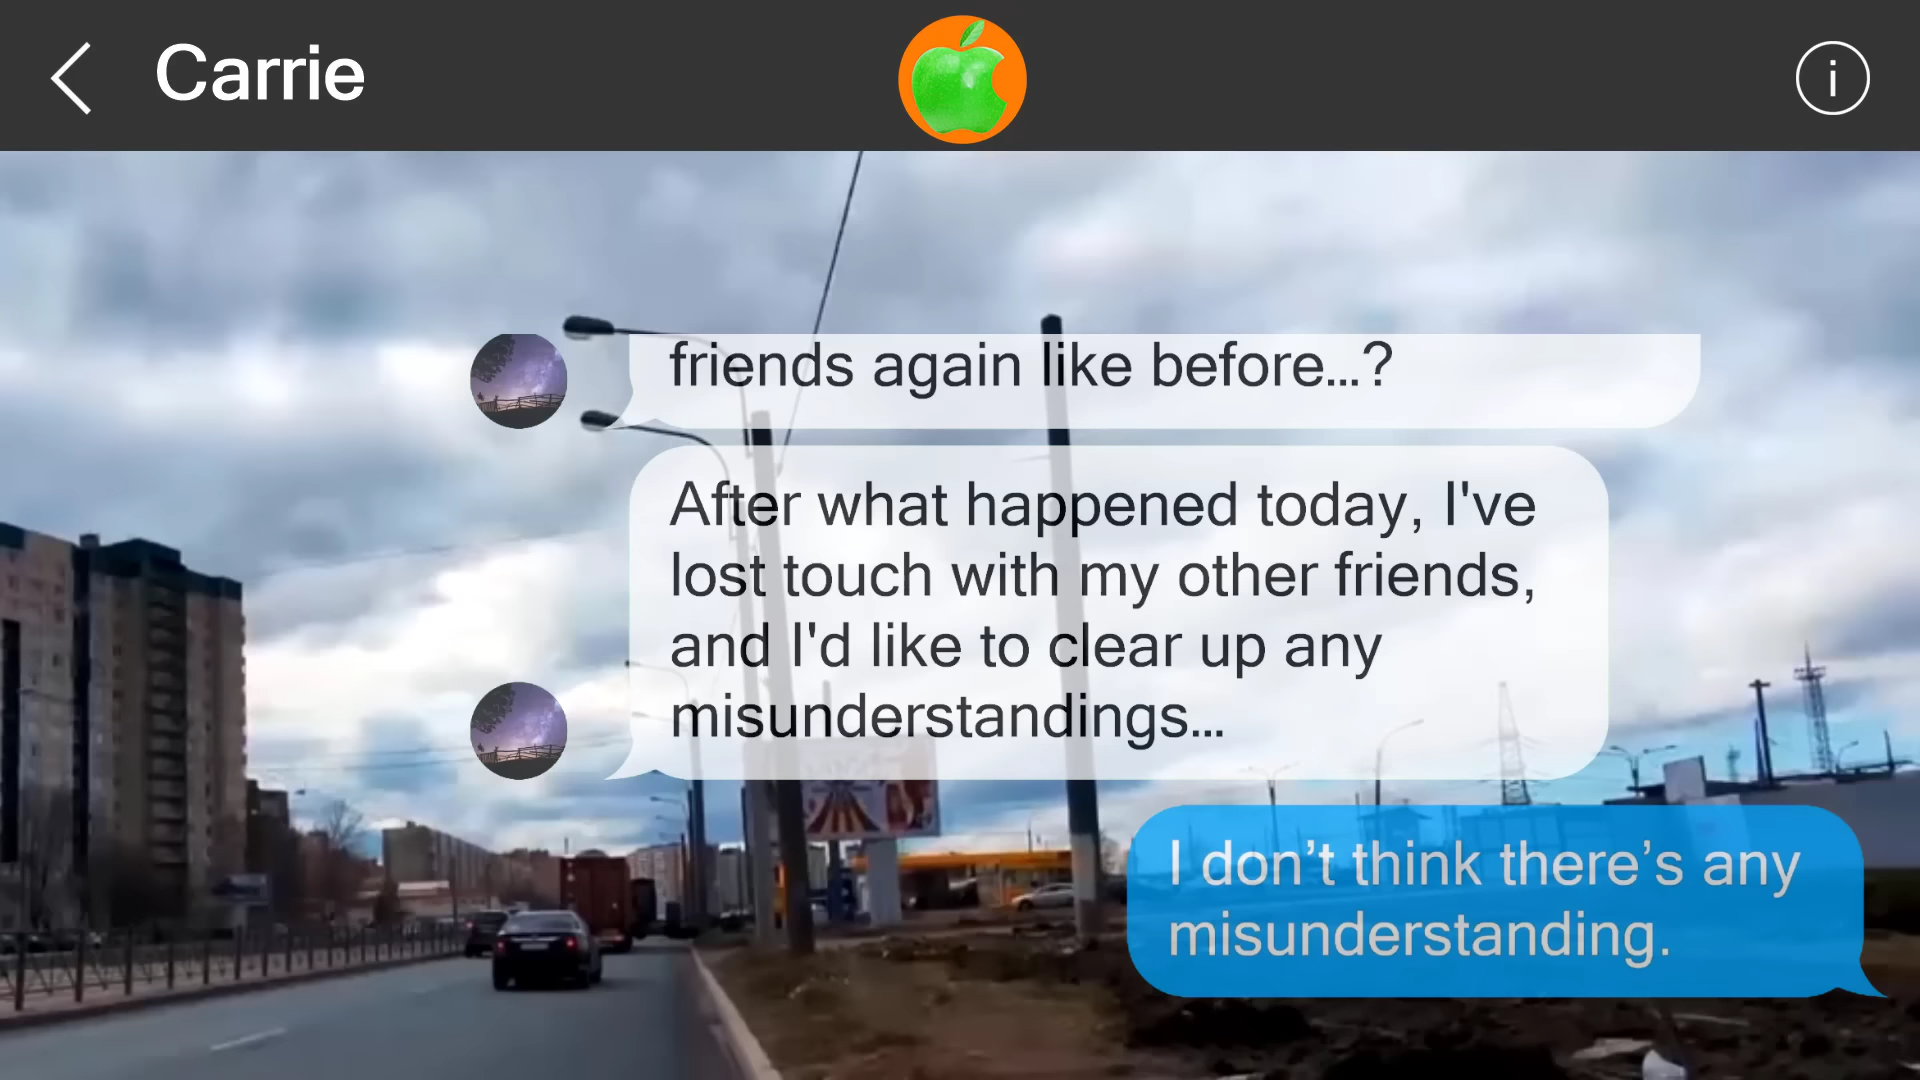 Carrie
friends again like before...?
After what happened today, I've
lost touch with my other friends,
and I'd like to clear up any
misunderstandings...
I don’t think there’s any
misunderstanding.